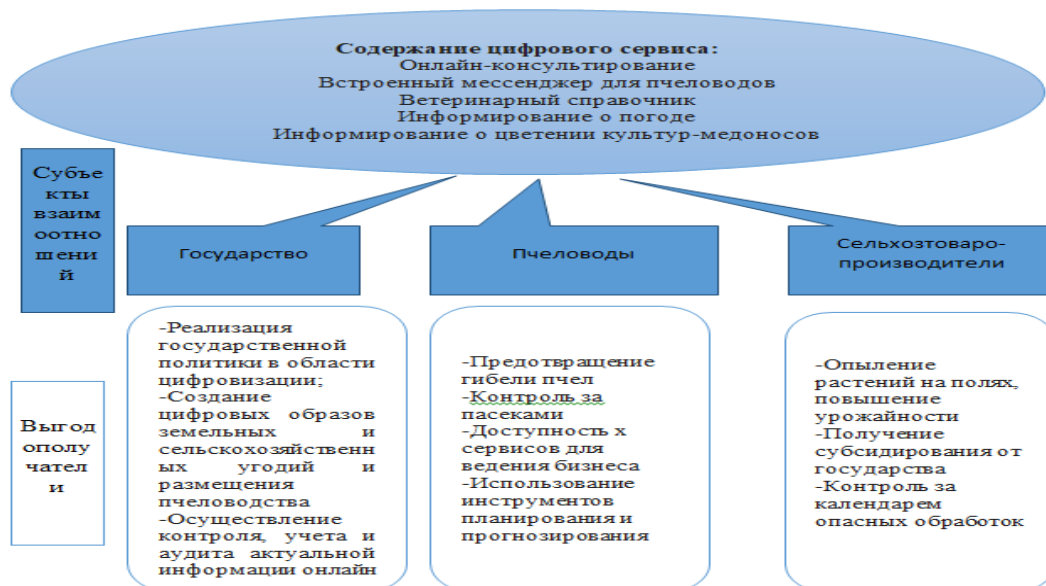 Содержание цифрового сервиса:
Онлайн-консультирование
Встроенный мессенджер для пчеловодов
Ветеринарный справочник
Информирование о погоде
Информирование о цветении культур-медоносов
Субъе
кты
взаим
оотно
шени
й
Государство
Пчеловоды
Сельхозтоваро-
производители
Выгод
ополу
чател
и
-Реализация
государственной
политики в области
цифровизации;
-Создание
цифровых образов
земельных и
сельскохозяйственн
ых угодий и
размещения
пчеловодства
-Осуществление
контроля, учета и
аудита актуальной
информации онлайн
-Предотвращение
гибели пчел
-Контроль за
пасеками
-Доступность х
сервисов для
ведения бизнеса
-Использование
инструментов
планирования и
прогнозирования
-Опыление
растений на полях,
повышение
урожайности
-Получение
субсидирования от
государства
-Контроль за
календарем
опасных обработок